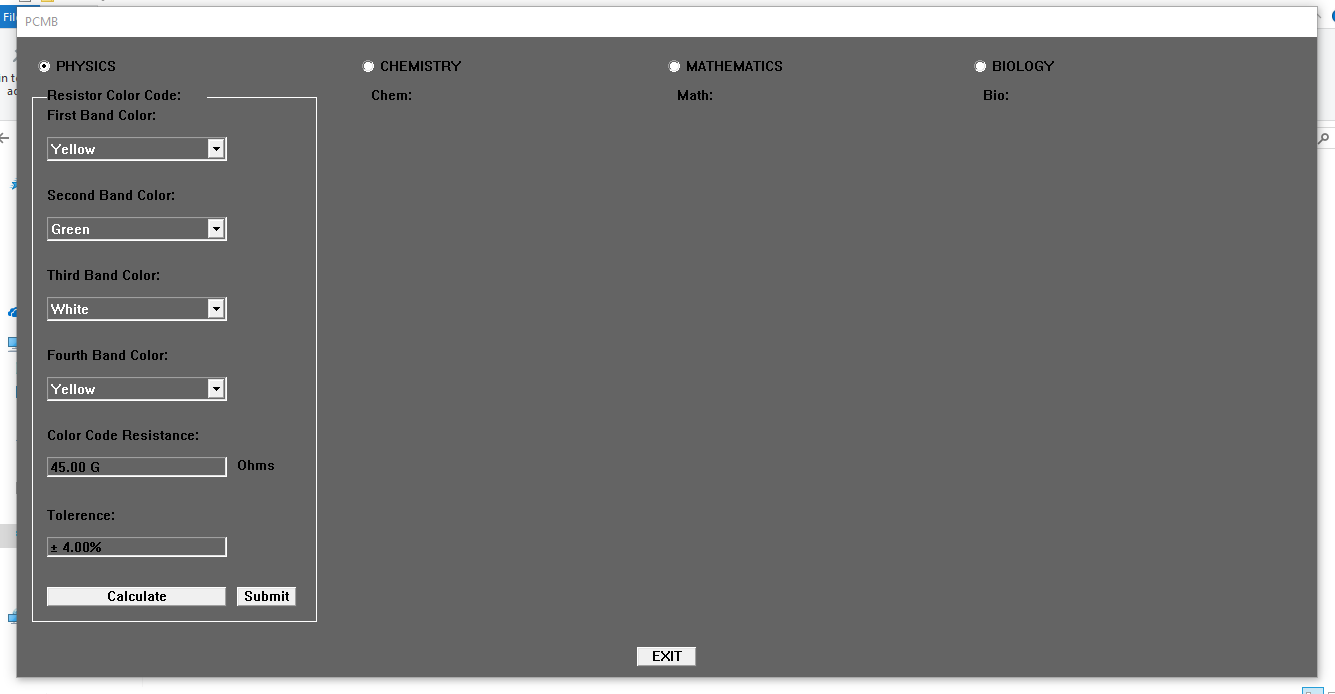 PCMB
PHYSICS CHEMISTRY MATHEMATICS BIOLOGY
Resistor Color Code: Chem: Math: Bio:
First Band Color:
Yellow
Second Band Color:
Green
Third Band Color:
White
Fourth Band Color:
Yellow
Color Code Resistance:
45.00 G Ohms
Tolerence:
± 4.00%
Calculate Submit
EXIT